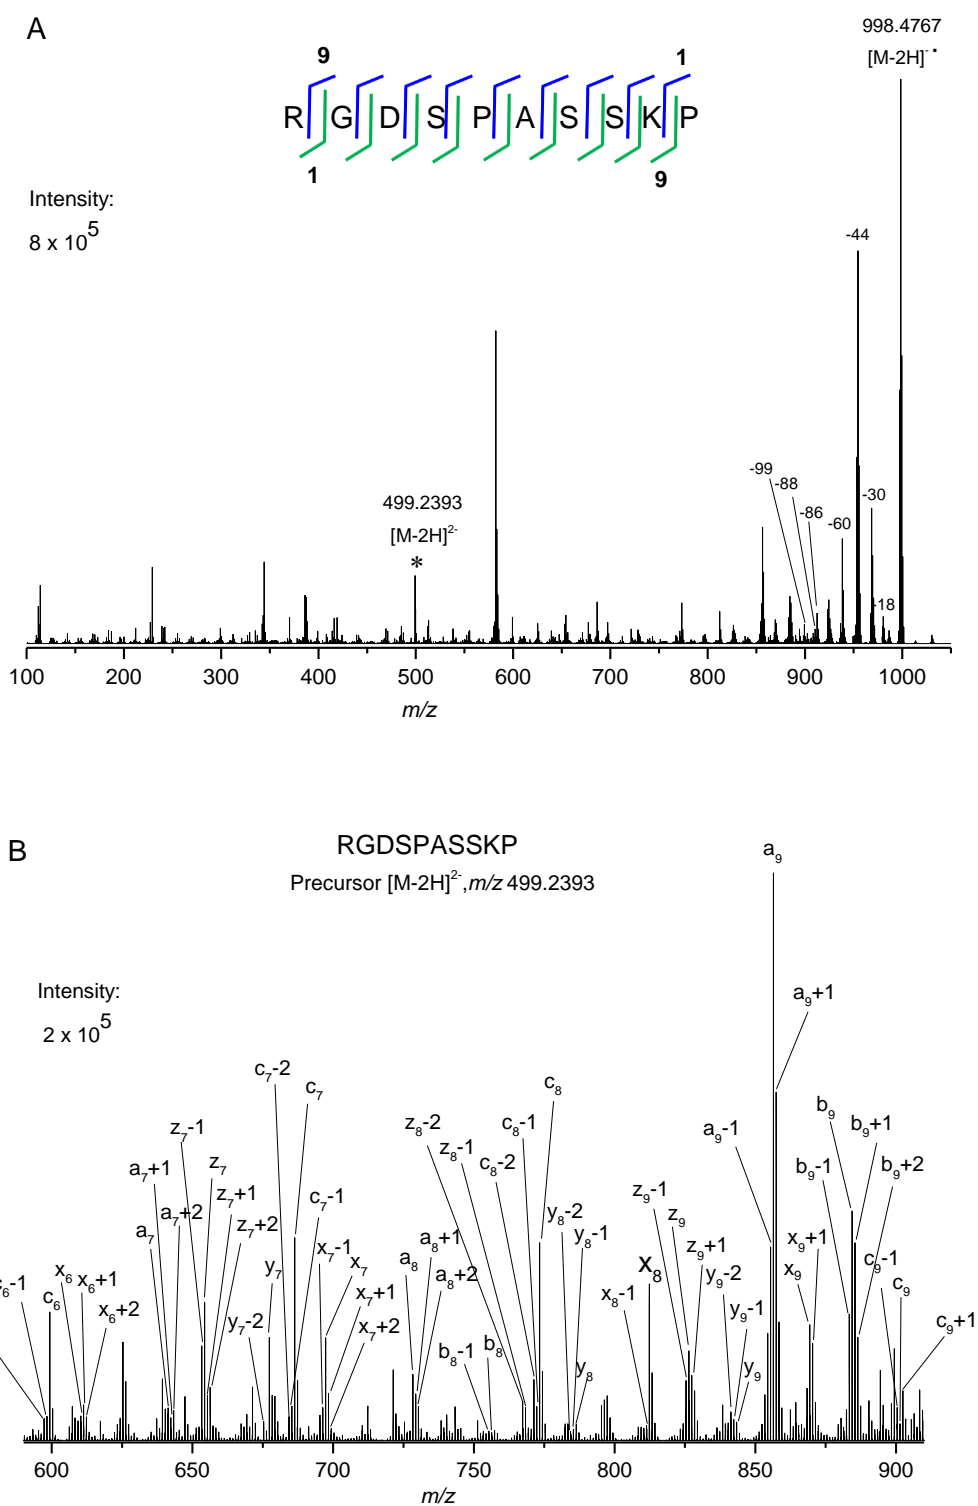 A
998.4767
[M-2H]⁻·
9 1
R G D S P A S S K P
1 9
Intensity:
8 x 10⁵
-44
-99
-88
-86
-60
-30
-18
499.2393
[M-2H]²⁻
*
100 200 300 400 500 600 700 800 900 1000
m/z
B
RGDSPASSKP
Precursor [M-2H]²⁻,m/z 499.2393
Intensity:
2 x 10⁵
a₉
a₉+1
c₇-2
c₇
z₇-1
z₇
a₇+1
z₇+1
a₇+2
z₇+2
a₇
c₇-1
x₇-1
x₇
x₇+1
x₇+2
y₇
y₇-2
c₆-1
c₆
x₆
x₆+1
x₆+2
z₈-2
z₈-1
c₈-1
c₈-2
c₈
y₈-2
y₈-1
y₈
a₈
a₈+1
a₈+2
b₈-1
b₈
x₈-1
x₈
z₉-1
z₉
z₉+1
y₉-2
y₉-1
y₉
a₉-1
x₉
x₉+1
b₉-1
b₉
b₉+1
b₉+2
c₉-1
c₉
c₉+1
600 650 700 750 800 850 900
m/z